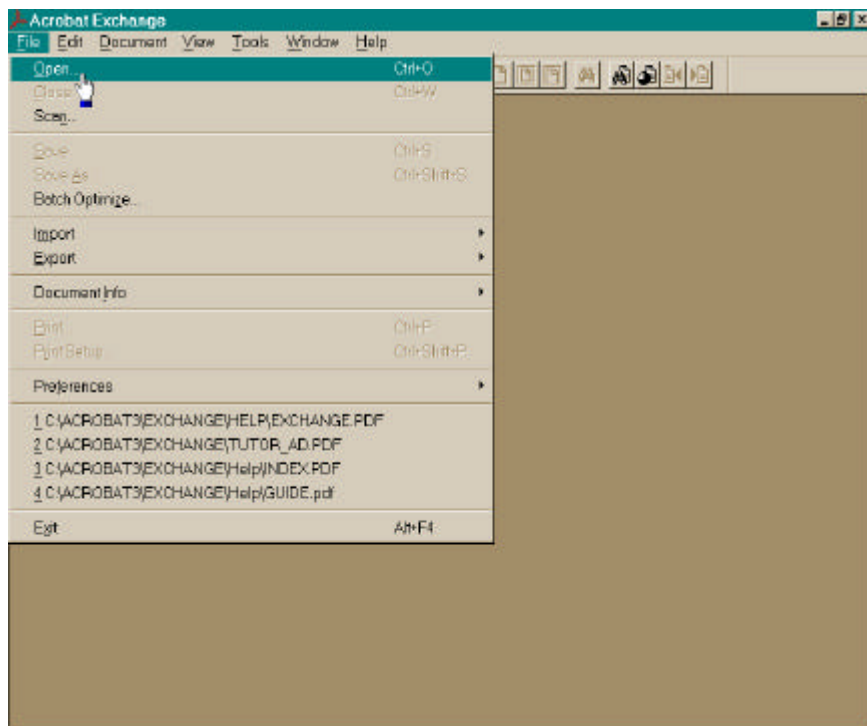 Acrobat Exchange
File Edit Document View Tools Window Help
Open... Ctrl+O
Close Ctrl+W
Scan...
Save Ctrl+S
Save As Ctrl+Shift+S
Batch Optimize...
Import
Export
Document Info
Print Ctrl+P
Print Setup Ctrl+Shift+P
Preferences
1 C:\ACROBAT3\EXCHANGE\HELP\EXCHANGE.PDF
2 C:\ACROBAT3\EXCHANGE\TUTOR_AD.PDF
3 C:\ACROBAT3\EXCHANGE\Help\INDEX.PDF
4 C:\ACROBAT3\EXCHANGE\Help\GUIDE.pdf
Exit Alt+F4